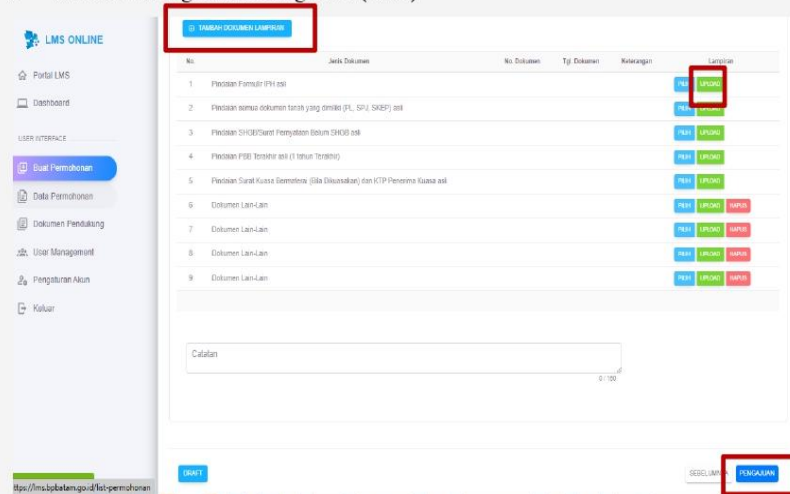 LMS ONLINE
Portal LMS
Dashboard
USER INTERFACE
Buat Permohonan
Data Permohonan
Dokumen Pendukung
User Management
Pengaturan Akun
Keluar
https://lms.bpbatam.go.id/list-permohonan
TAMBAH DOKUMEN LAMPIRAN
No. Jenis Dokumen No. Dokumen Tgl. Dokumen Keterangan Lampiran
1 Pindaian Formulir IPH asli PILIH UPLOAD
2 Pindaian semua dokumen tanah yang dimiliki (PL, SPJ, SKEP) asli PILIH UPLOAD
3 Pindaian SHGB/Surat Pernyataan Belum SHGB asli PILIH UPLOAD
4 Pindaian PBB Terakhir asli (1 tahun Terakhir) PILIH UPLOAD
5 Pindaian Surat Kuasa Bermaterai (Bila Dikuasakan) dan KTP Penerima Kuasa asli PILIH UPLOAD
6 Dokumen Lain-Lain PILIH UPLOAD HAPUS
7 Dokumen Lain-Lain PILIH UPLOAD HAPUS
8 Dokumen Lain-Lain PILIH UPLOAD HAPUS
9 Dokumen Lain-Lain PILIH UPLOAD HAPUS
Catatan
0 / 160
DRAFT SEBELUMNYA PENGAJUAN